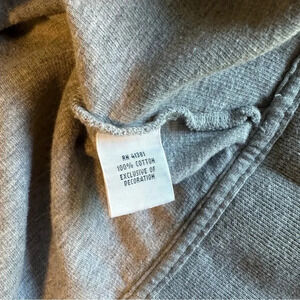 RN 41381
100% COTTON
EXCLUSIVE OF
DECORATION